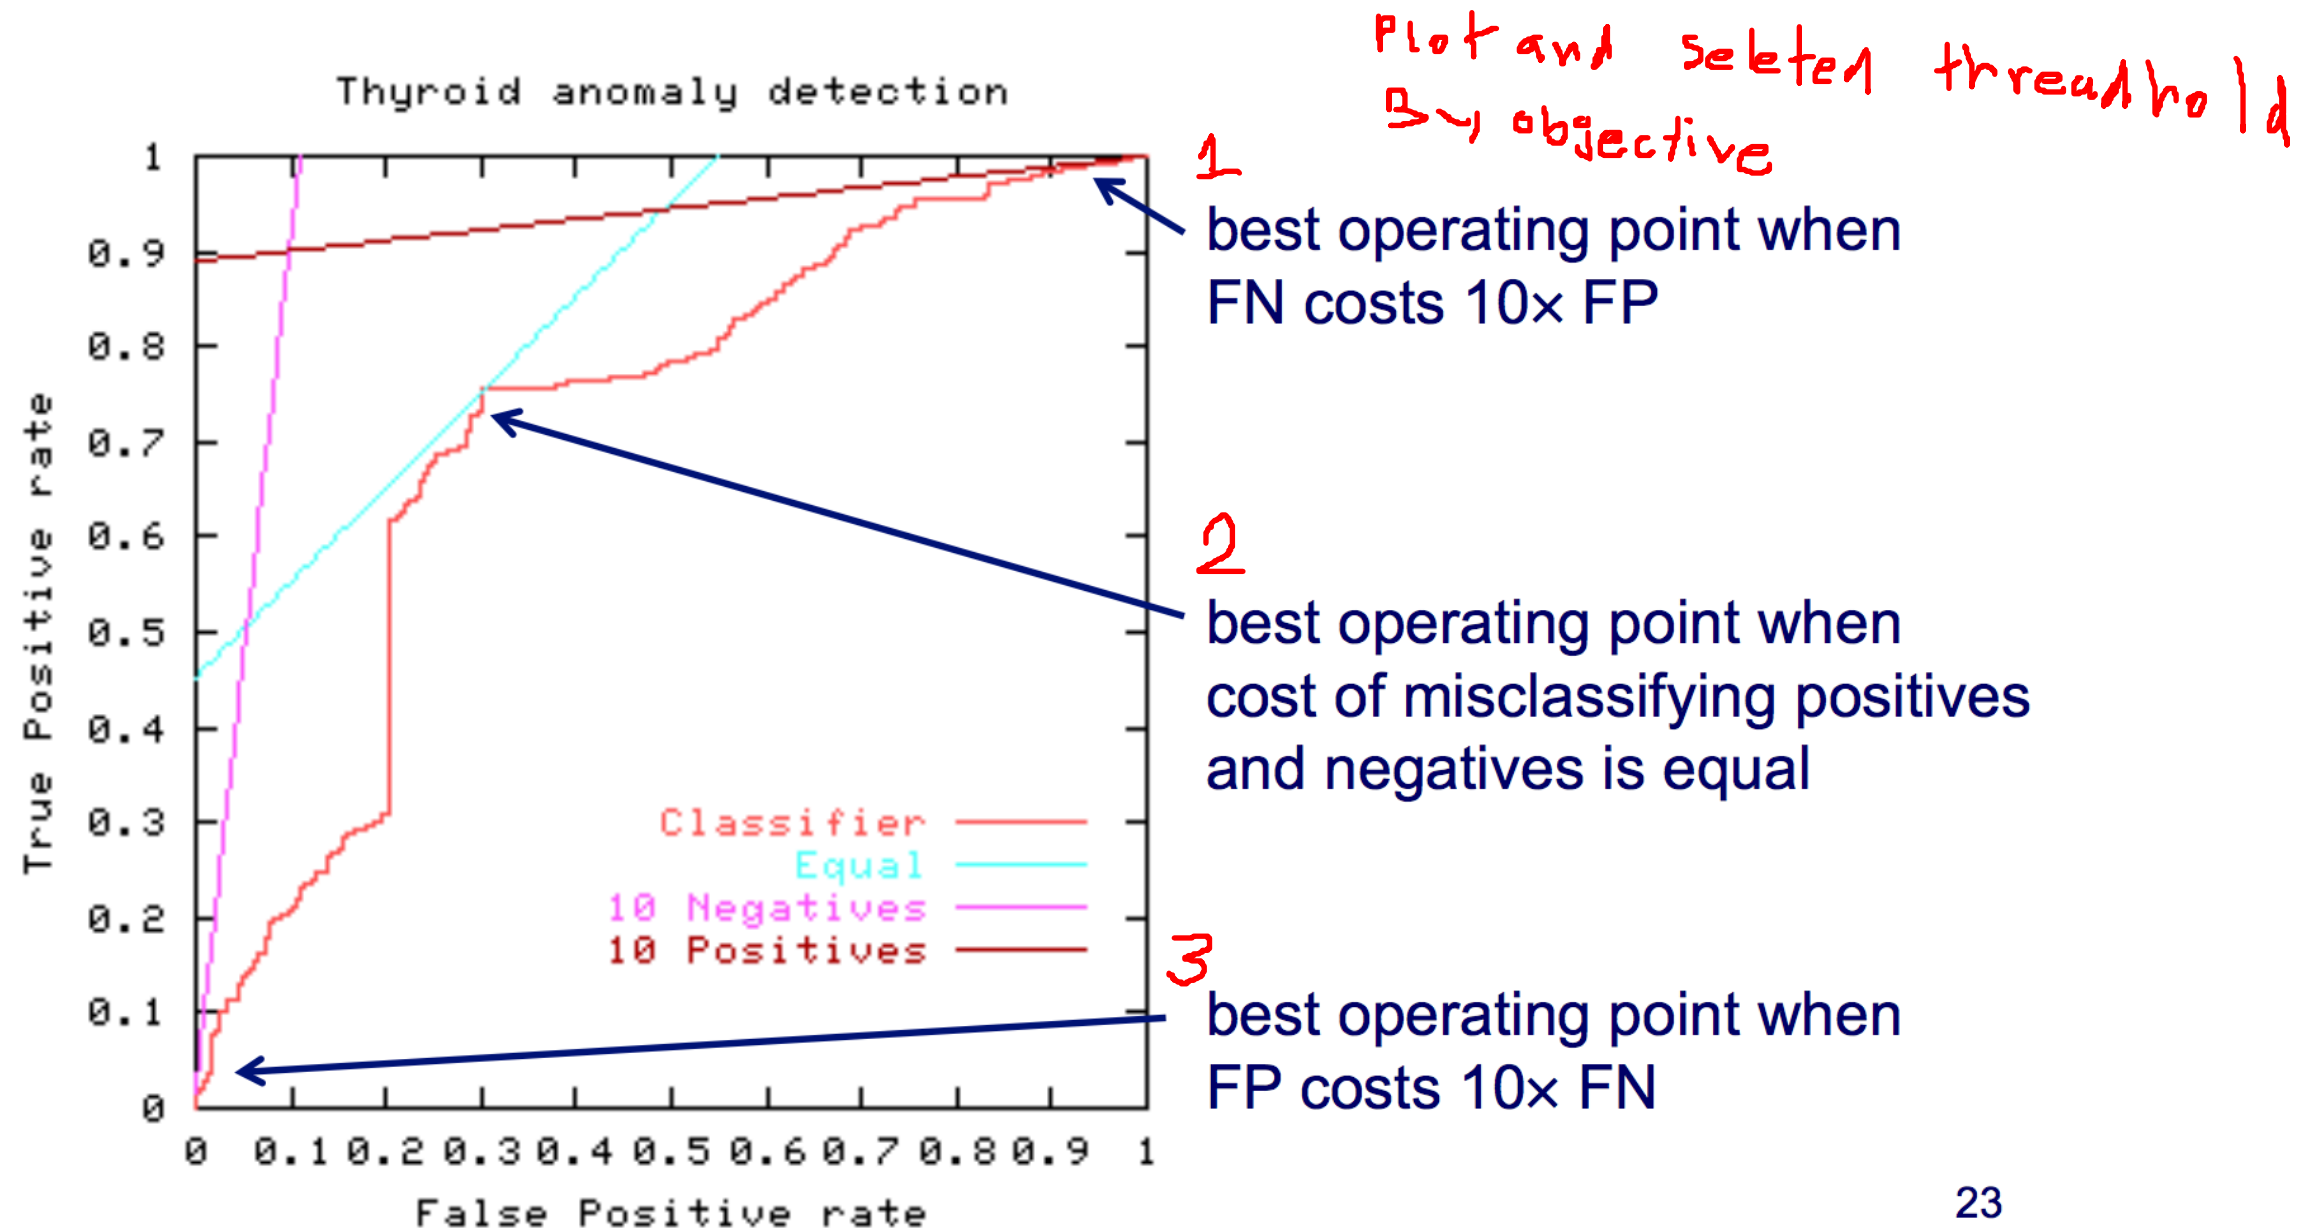 Plot and seleted threadhold
By objective
Thyroid anomaly detection
1
best operating point when
FN costs 10× FP
2
best operating point when
cost of misclassifying positives
and negatives is equal
3
best operating point when
FP costs 10× FN
True Positive rate
1
0.9
0.8
0.7
0.6
0.5
0.4
0.3
0.2
0.1
0
Classifier
Equal
10 Negatives
10 Positives
0 0.1 0.2 0.3 0.4 0.5 0.6 0.7 0.8 0.9 1
False Positive rate
23